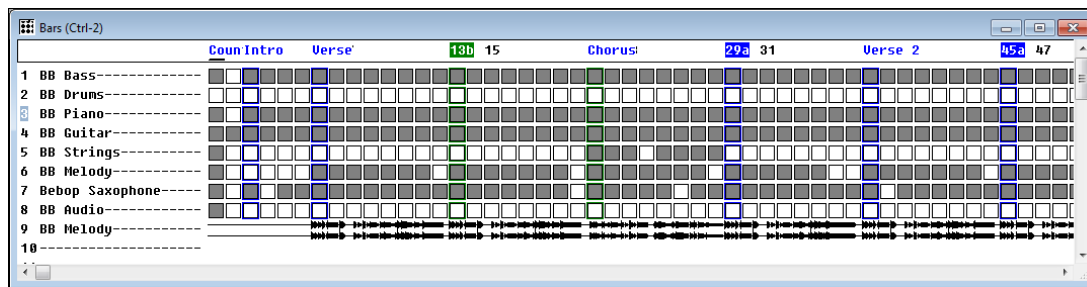 Bars (Ctrl-2)
Coun Intro Verse 13b 15 Chorus 29a 31 Verse 2 45a 47
1 BB Bass-------------
2 BB Drums------------
3 BB Piano------------
4 BB Guitar-----------
5 BB Strings----------
6 BB Melody-----------
7 Bebop Saxophone-----
8 BB Audio------------
9 BB Melody-----------
10 --------------------